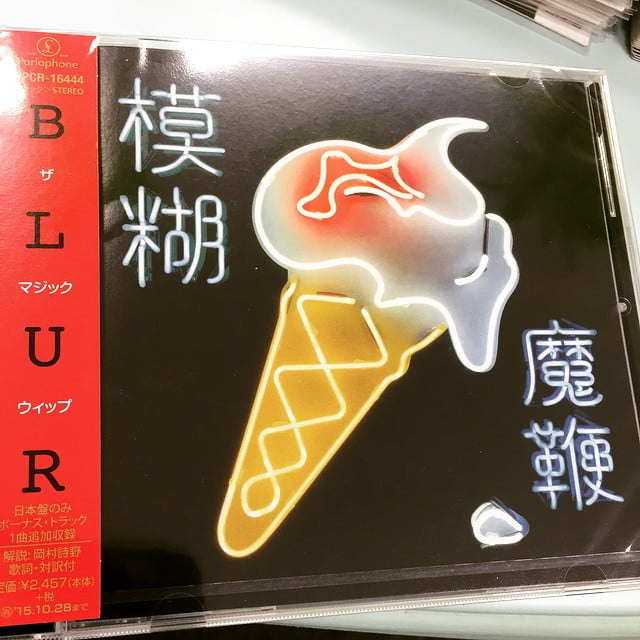 Parlophone
PCR-16444
STEREO
B
ザ
L
マジック
U
ウィップ
R
日本盤のみ
ボーナス・トラック
1曲追加収録
解説: 岡村詩野
歌詞・対訳付
定価:¥2,457(本体)
+税
'15.10.28まで
模糊
魔鞭